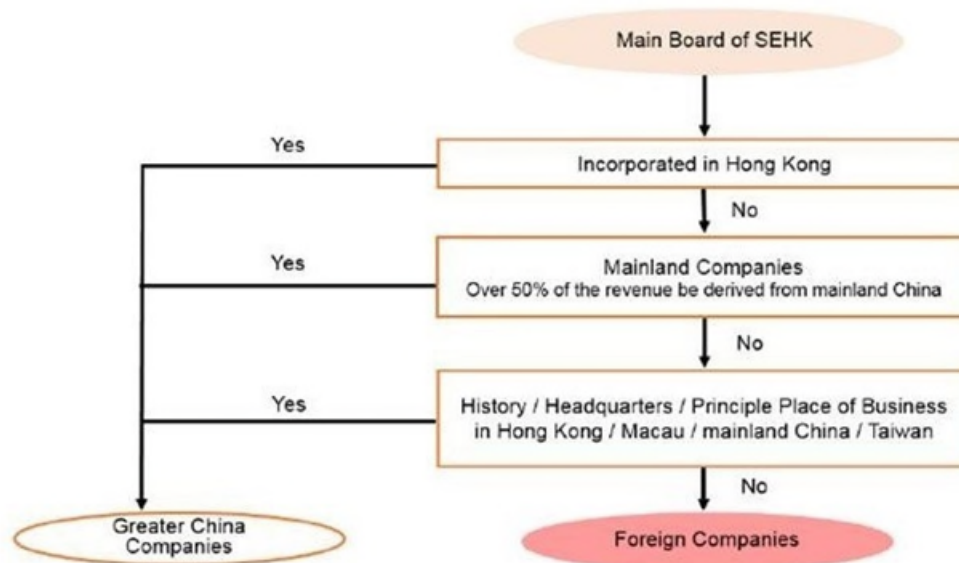 Main Board of SEHK
Yes
Incorporated in Hong Kong
No
Yes
Mainland Companies
Over 50% of the revenue be derived from mainland China
No
Yes
History / Headquarters / Principle Place of Business
in Hong Kong / Macau / mainland China / Taiwan
No
Greater China
Companies
Foreign Companies